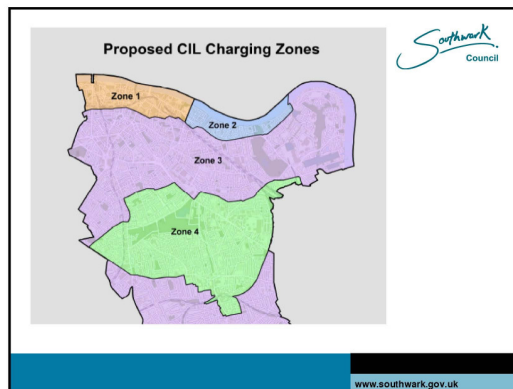 Proposed CIL Charging Zones
Southwark
Council
Zone 1
Zone 2
Zone 3
Zone 4
www.southwark.gov.uk